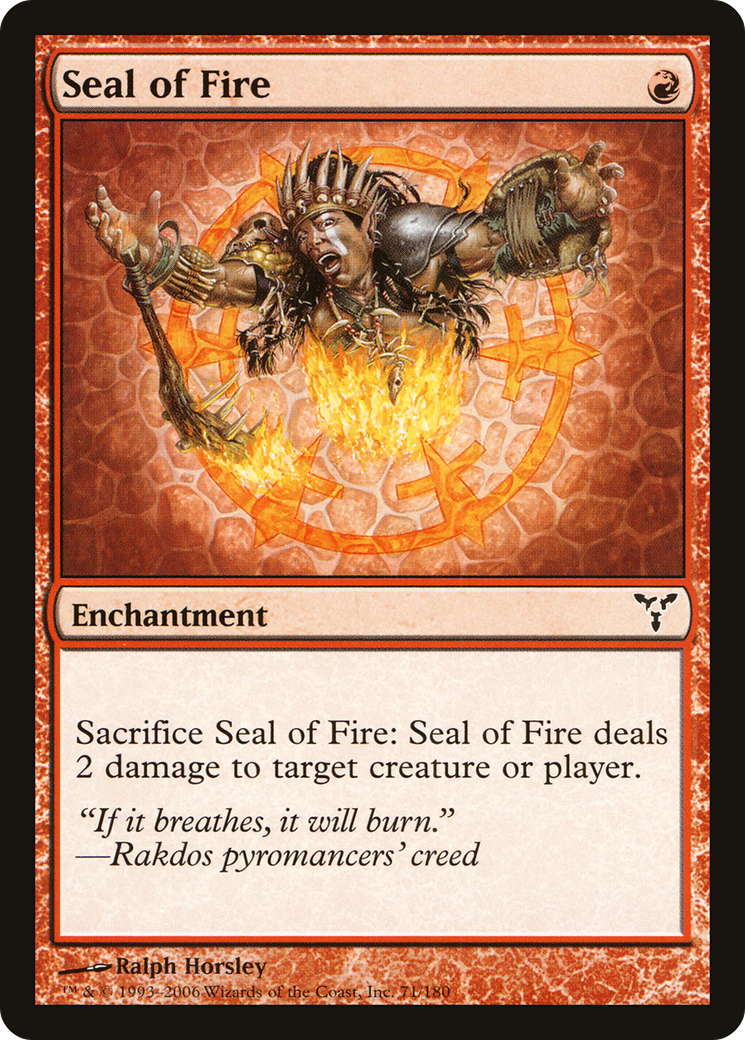 Seal of Fire
Enchantment
Sacrifice Seal of Fire: Seal of Fire deals
2 damage to target creature or player.
“If it breathes, it will burn.”
—Rakdos pyromancers’ creed
Ralph Horsley
™ & © 1993–2006 Wizards of the Coast, Inc. 71/180